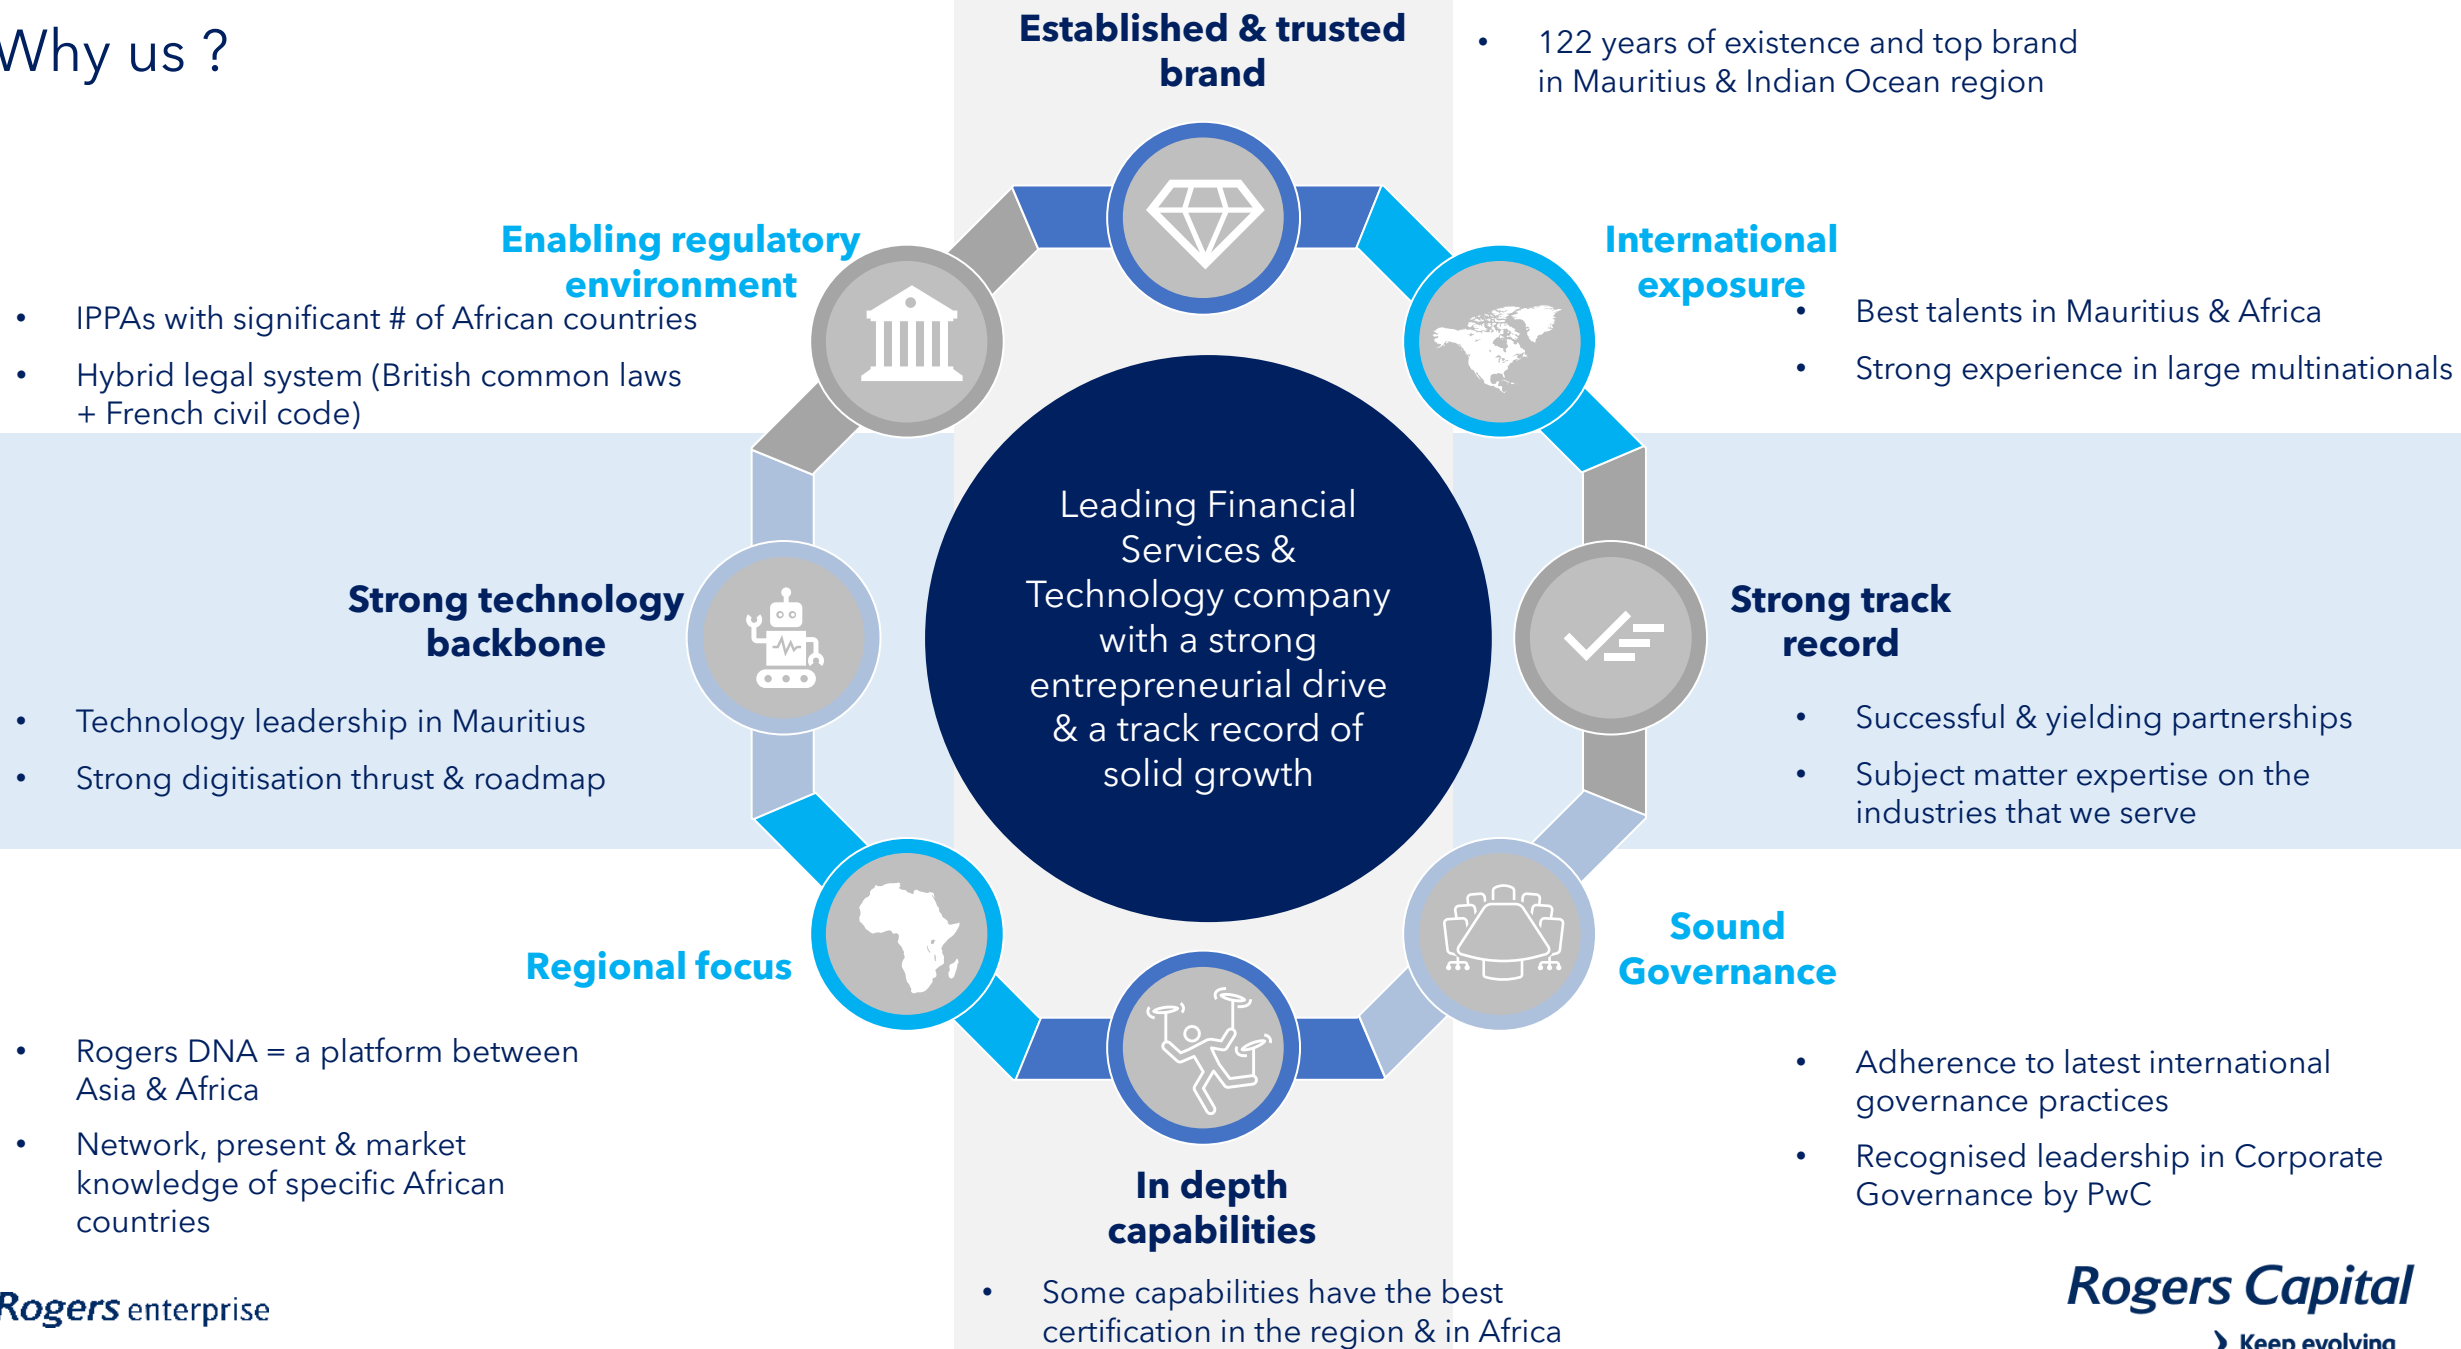 Why us ?
Established & trusted
brand
• 122 years of existence and top brand
in Mauritius & Indian Ocean region
Enabling regulatory
environment
• IPPAs with significant # of African countries
• Hybrid legal system (British common laws
+ French civil code)
International
exposure
• Best talents in Mauritius & Africa
• Strong experience in large multinationals
Leading Financial
Services &
Technology company
with a strong
entrepreneurial drive
& a track record of
solid growth
Strong technology
backbone
• Technology leadership in Mauritius
• Strong digitisation thrust & roadmap
Strong track
record
• Successful & yielding partnerships
• Subject matter expertise on the
industries that we serve
Regional focus
• Rogers DNA = a platform between
Asia & Africa
• Network, present & market
knowledge of specific African
countries
Sound
Governance
• Adherence to latest international
governance practices
• Recognised leadership in Corporate
Governance by PwC
In depth
capabilities
• Some capabilities have the best
certification in the region & in Africa
Rogers enterprise
Rogers Capital
Keep evolving